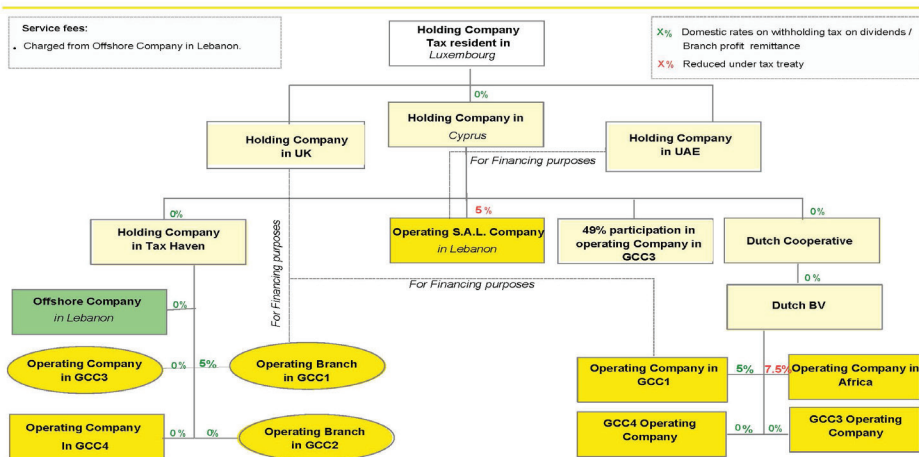 Service fees:
• Charged from Offshore Company in Lebanon.
Holding Company
Tax resident in
Luxembourg
X% Domestic rates on withholding tax on dividends /
Branch profit remittance
X% Reduced under tax treaty
0%
Holding Company
in UK
Holding Company in
Cyprus
Holding Company
in UAE
For Financing purposes
0%
5%
0%
Holding Company
in Tax Haven
Operating S.A.L. Company
in Lebanon
49% participation in
operating Company in
GCC3
Dutch Cooperative
For Financing purposes
For Financing purposes
0%
Offshore Company
in Lebanon
0%
Dutch BV
Operating Company
in GCC3
0%
5%
Operating Branch
in GCC1
Operating Company in
GCC1
5%
7.5%
Operating Company in
Africa
Operating Company
In GCC4
0%
0%
Operating Branch
in GCC2
GCC4 Operating
Company
0%
0%
GCC3 Operating
Company